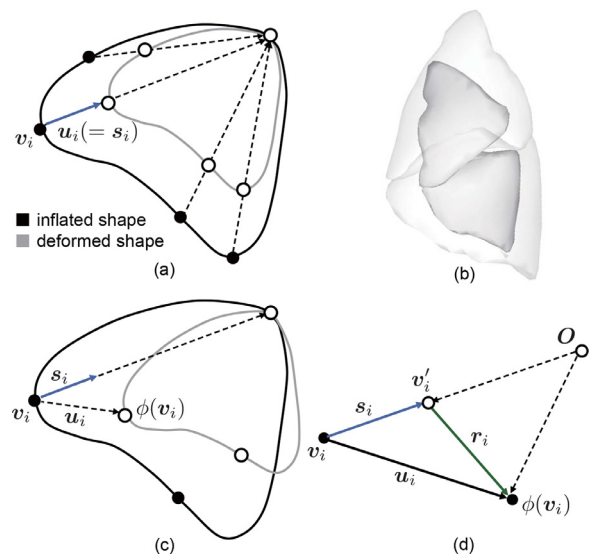 v_i
u_i(= s_i)
inflated shape
deformed shape
(a)
(b)
s_i
v_i
u_i
ϕ(v_i)
(c)
O
v'_i
s_i
r_i
v_i
u_i
ϕ(v_i)
(d)